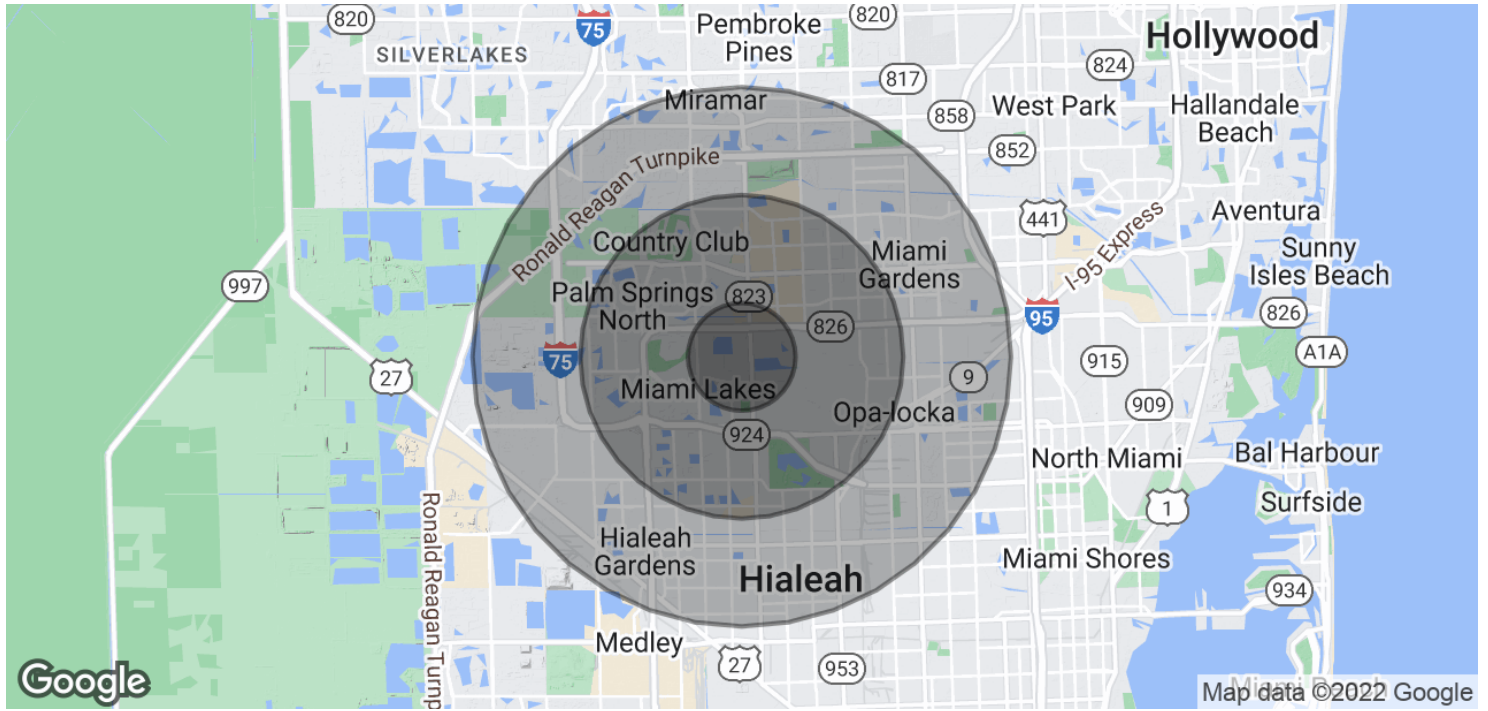 820
75
820
Pembroke
Pines
Hollywood
SILVERLAKES
817
824
Miramar
858
West Park
Hallandale
Beach
852
Ronald Reagan Turnpike
441
Aventura
I-95 Express
Country Club
Miami
Gardens
Sunny
Isles Beach
997
Palm Springs
North
823
826
95
826
75
915
A1A
27
9
Miami Lakes
909
Opa-locka
924
North Miami
Bal Harbour
Surfside
1
Ronald Reagan Turnp
Hialeah
Gardens
Miami Shores
Hialeah
934
Medley
27
953
Google
Map data ©2022 Google